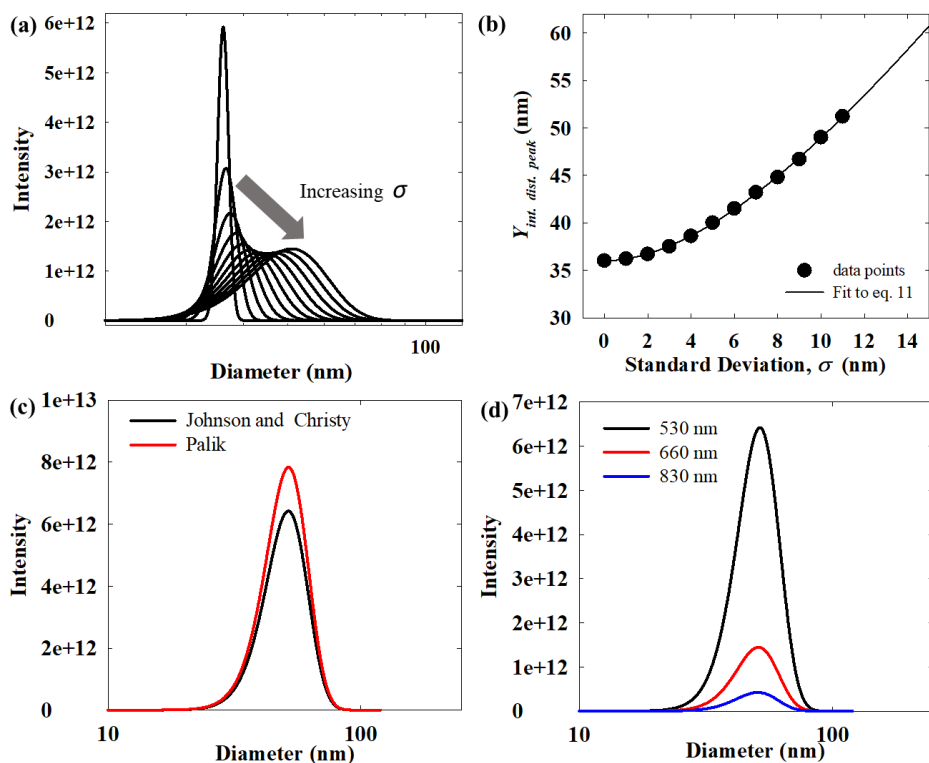 (a)
6e+12
5e+12
4e+12
3e+12
2e+12
1e+12
0
Intensity
Increasing σ
100
Diameter (nm)
(b)
60
55
50
45
40
35
30
Y int. dist. peak (nm)
data points
Fit to eq. 11
0 2 4 6 8 10 12 14
Standard Deviation, σ (nm)
(c)
1e+13
8e+12
6e+12
4e+12
2e+12
0
Intensity
Johnson and Christy
Palik
10 100
Diameter (nm)
(d)
7e+12
6e+12
5e+12
4e+12
3e+12
2e+12
1e+12
0
Intensity
530 nm
660 nm
830 nm
10 100
Diameter (nm)